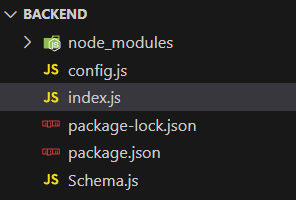 BACKEND
node_modules
JS config.js
JS index.js
package-lock.json
package.json
JS Schema.js